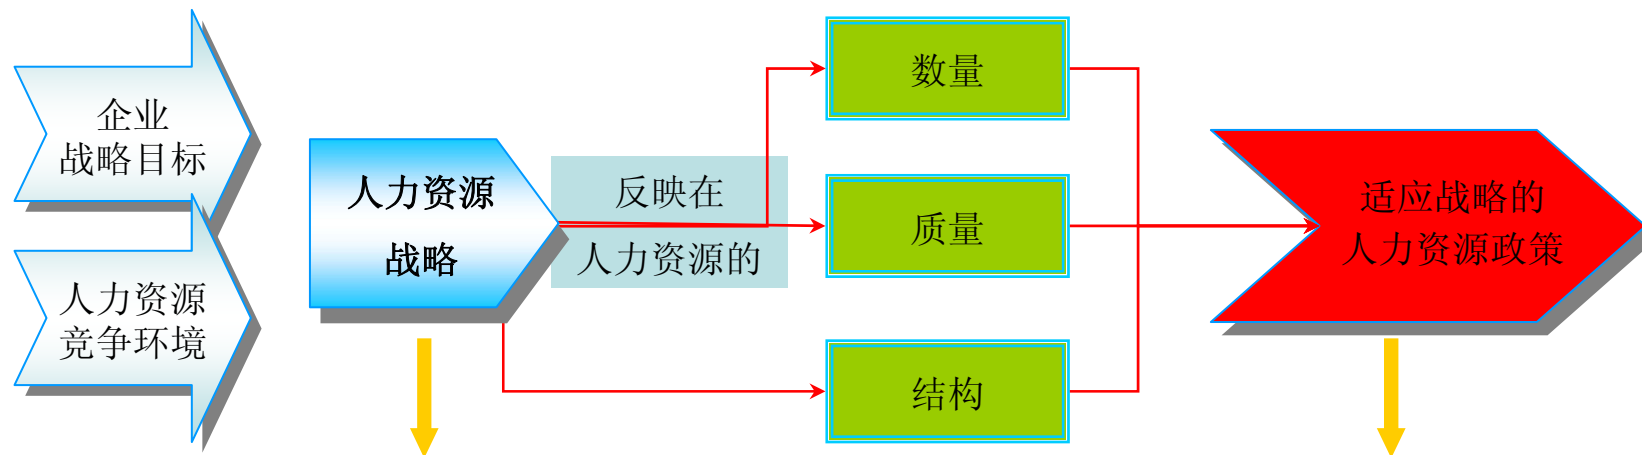 企业
战略目标
人力资源
竞争环境
人力资源
战略
反映在
人力资源的
数量
质量
结构
适应战略的
人力资源政策